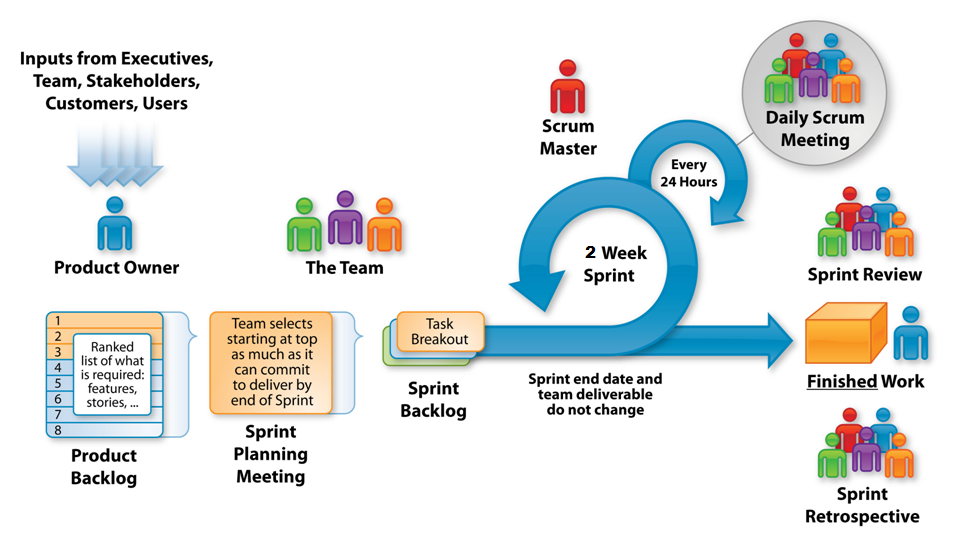 Inputs from Executives,
Team, Stakeholders,
Customers, Users
Product Owner
The Team
Scrum
Master
Every
24 Hours
Daily Scrum
Meeting
2 Week
Sprint
Sprint Review
1
2
3
4
5
6
7
8
Ranked
list of what
is required:
features,
stories, ...
Product
Backlog
Team selects
starting at top
as much as it
can commit
to deliver by
end of Sprint
Sprint
Planning
Meeting
Task
Breakout
Sprint
Backlog
Sprint end date and
team deliverable
do not change
Finished Work
Sprint
Retrospective